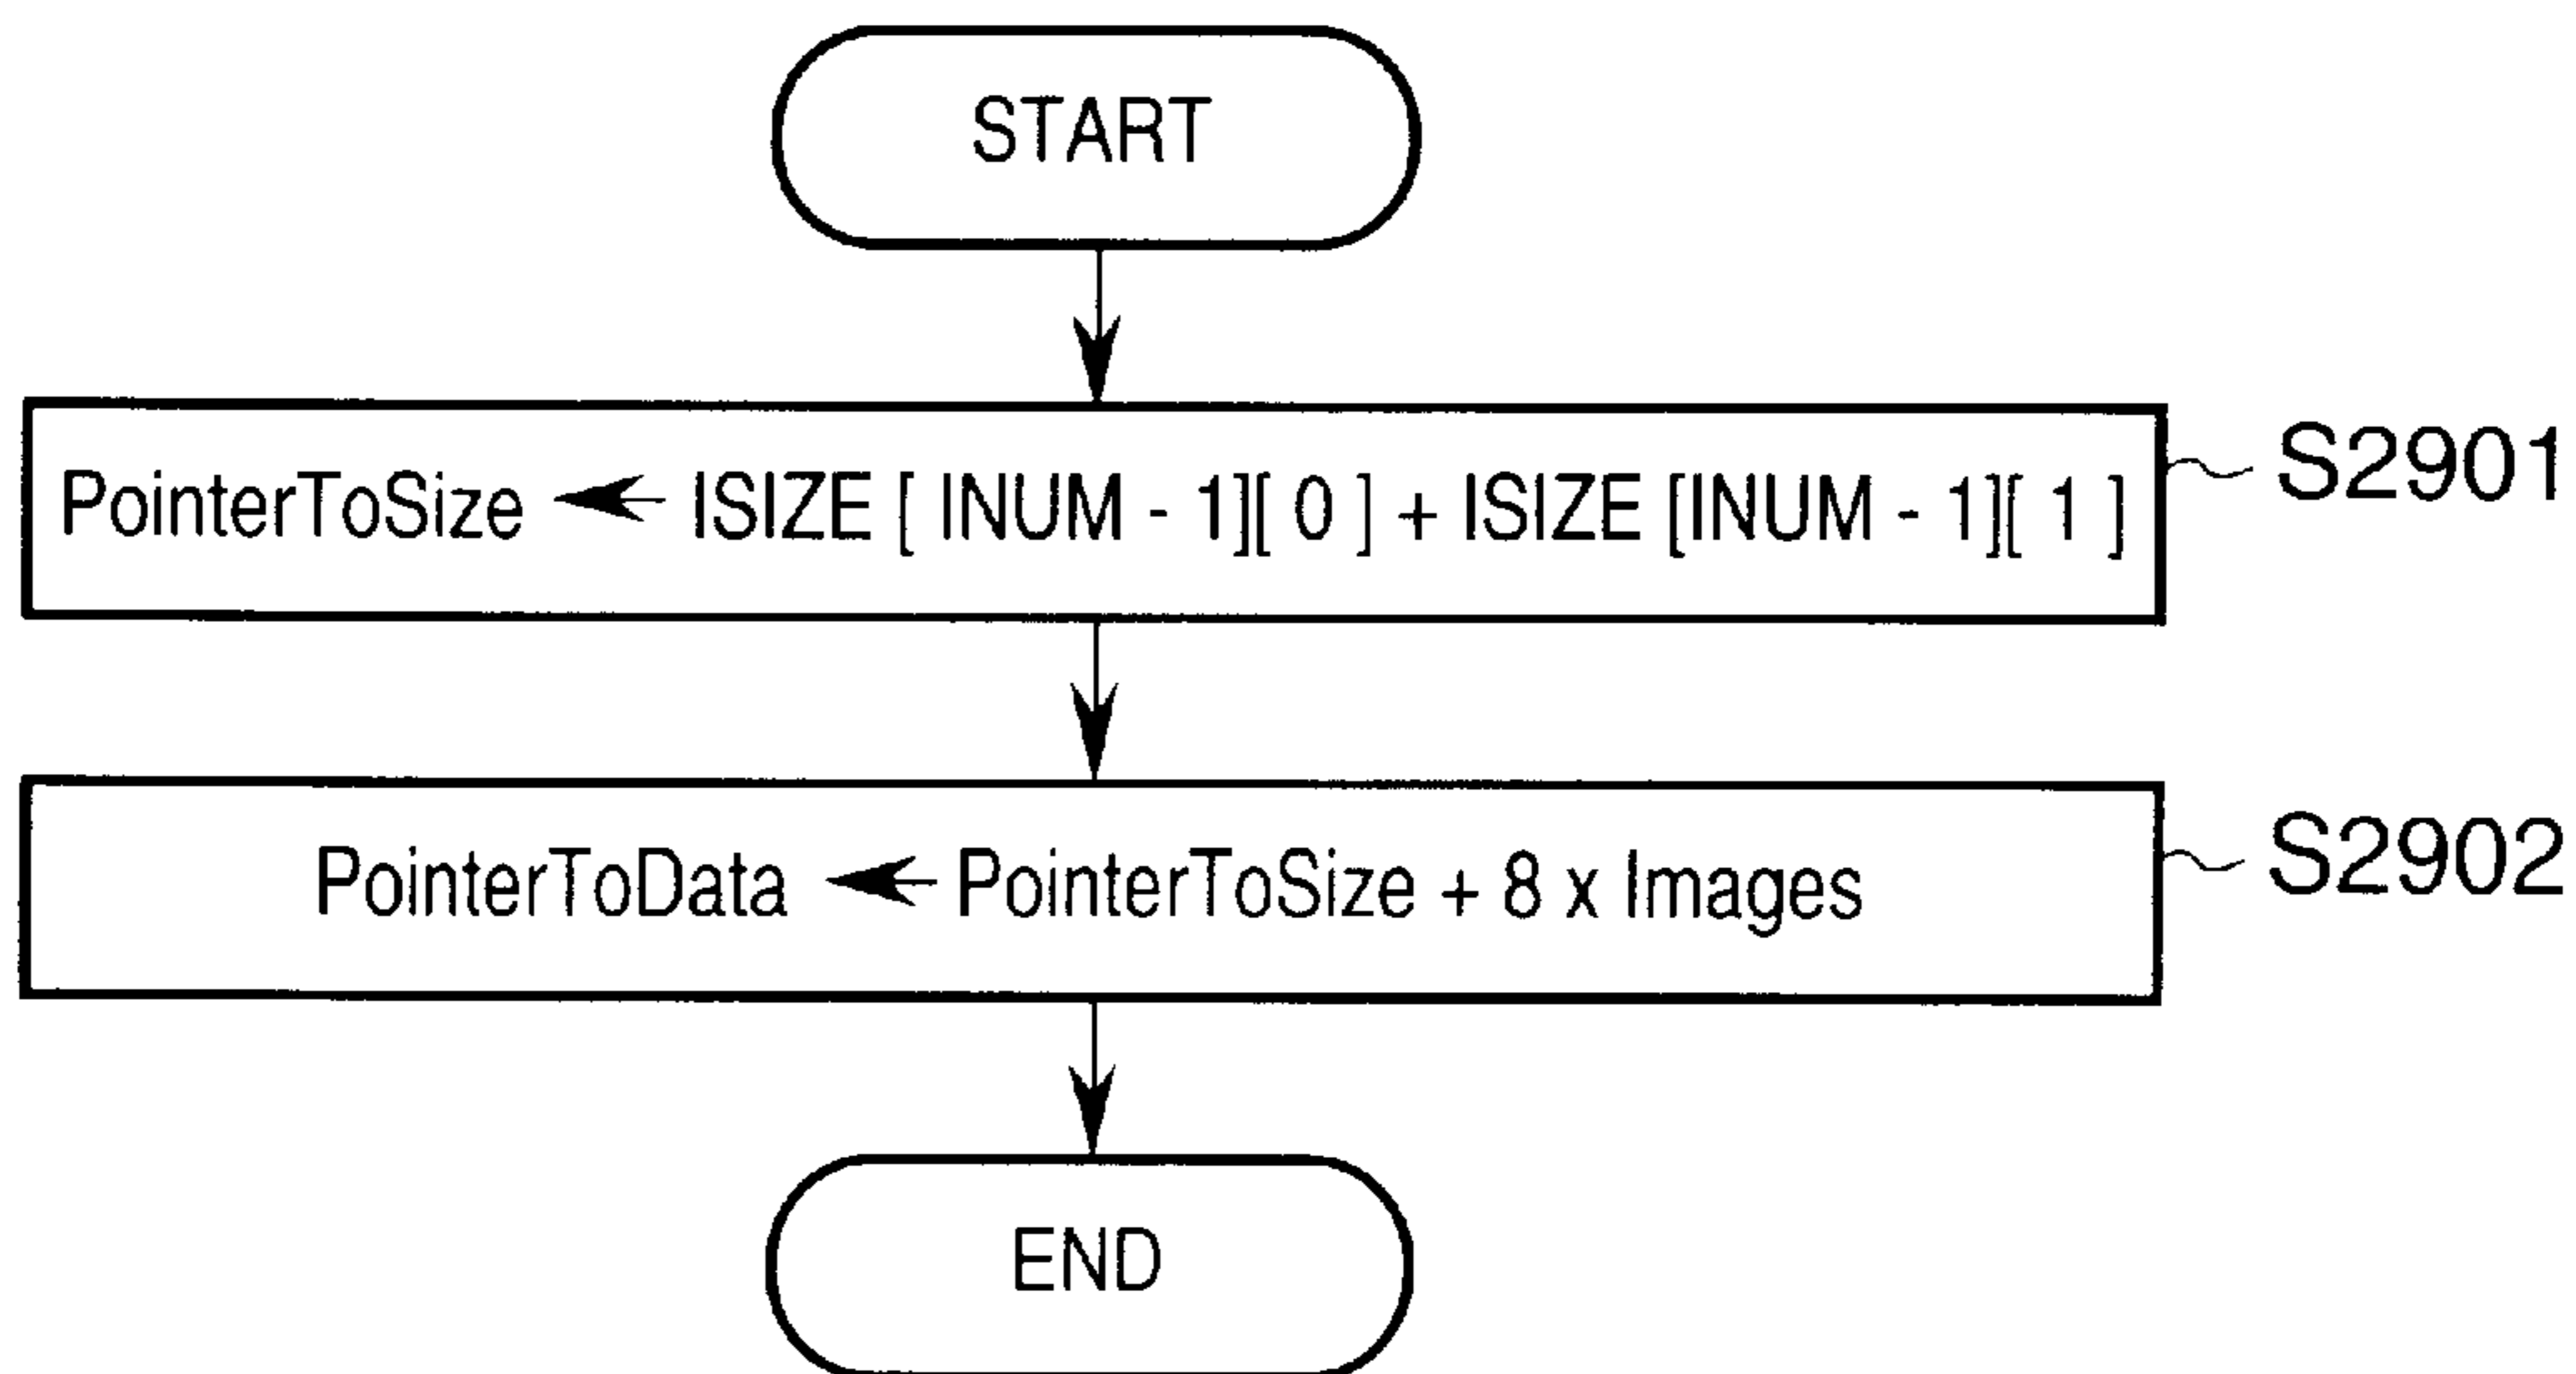 START
PointerToSize ← ISIZE [ INUM - 1][ 0 ] + ISIZE [INUM - 1][ 1 ]
S2901
PointerToData ← PointerToSize + 8 x Images
S2902
END